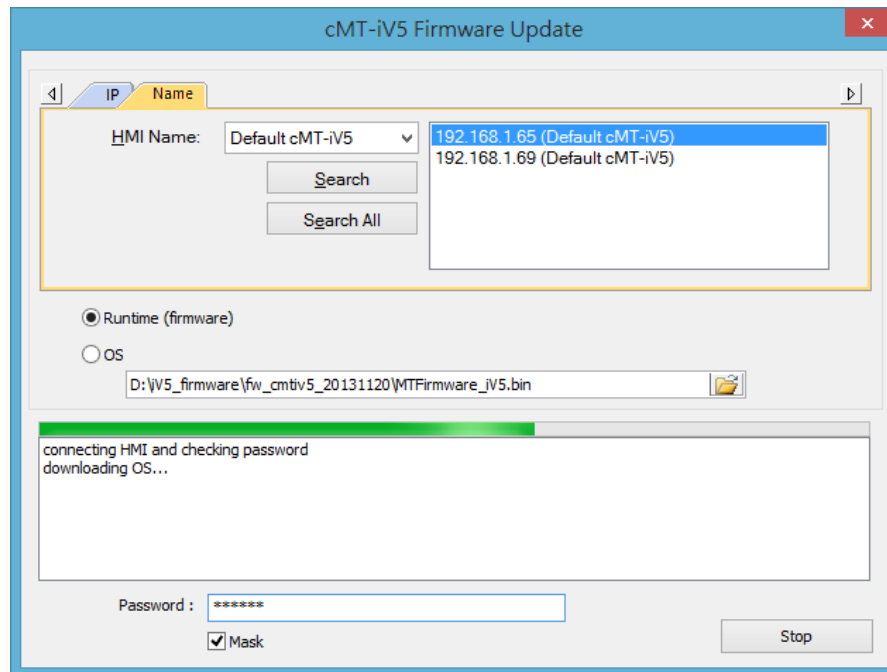 cMT-iV5 Firmware Update
IP Name
HMI Name: Default cMT-iV5
Search
Search All
192.168.1.65 (Default cMT-iV5)
192.168.1.69 (Default cMT-iV5)
Runtime (firmware)
OS
D:\iV5_firmware\fw_cmtiv5_20131120\MTFirmware_iV5.bin
connecting HMI and checking password
downloading OS...
Password : ******
Mask
Stop